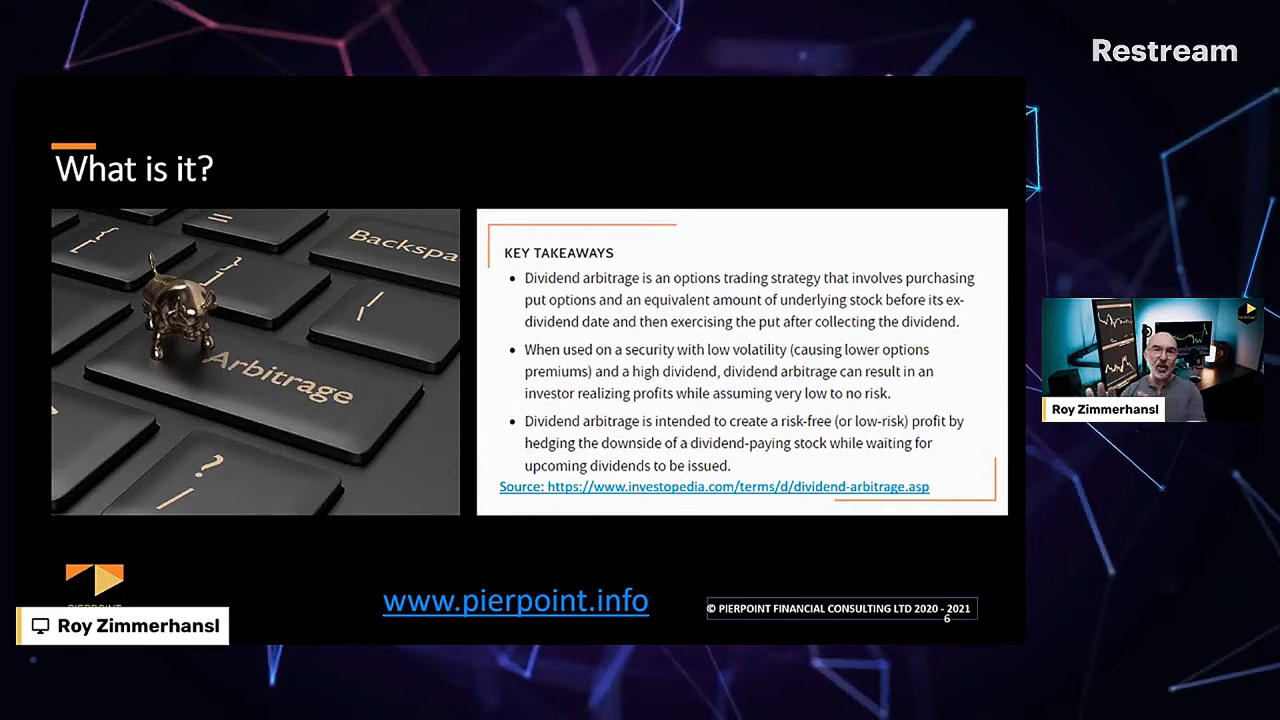 Restream
What is it?
=
Backspa
[
}
]
/
Arbitrage
?
/
KEY TAKEAWAYS
• Dividend arbitrage is an options trading strategy that involves purchasing
put options and an equivalent amount of underlying stock before its ex-
dividend date and then exercising the put after collecting the dividend.
• When used on a security with low volatility (causing lower options
premiums) and a high dividend, dividend arbitrage can result in an
investor realizing profits while assuming very low to no risk.
• Dividend arbitrage is intended to create a risk-free (or low-risk) profit by
hedging the downside of a dividend-paying stock while waiting for
upcoming dividends to be issued.
Source: https://www.investopedia.com/terms/d/dividend-arbitrage.asp
Roy Zimmerhansl
PIERPOINT
www.pierpoint.info
© PIERPOINT FINANCIAL CONSULTING LTD 2020 - 2021
6
Roy Zimmerhansl